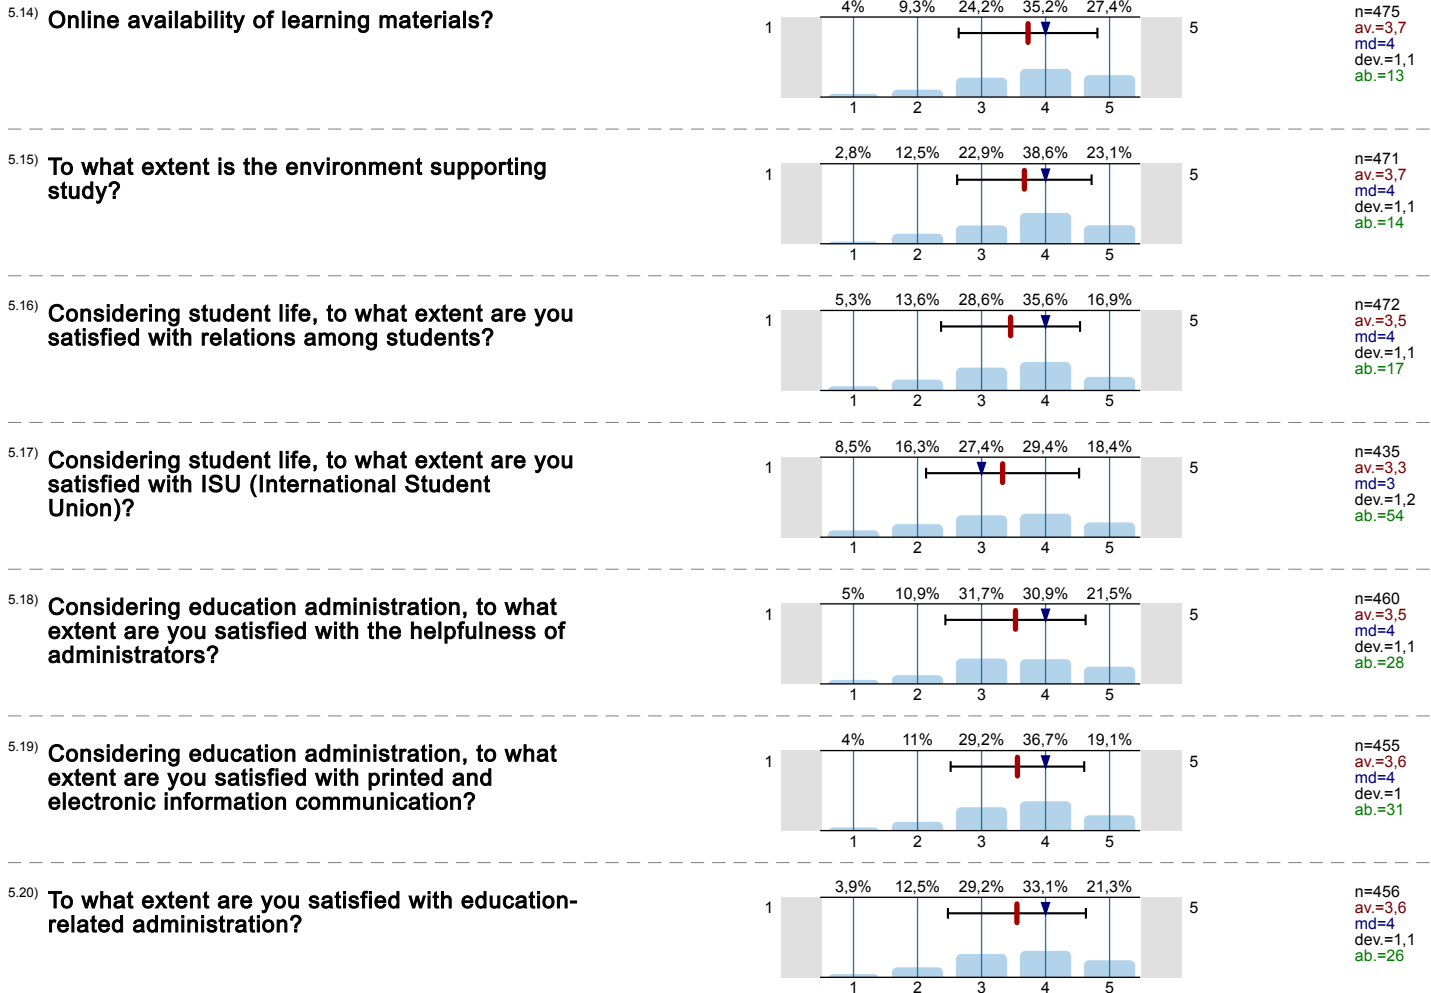 5.14) Online availability of learning materials?
4% 9,3% 24,2% 35,2% 27,4%
1 5
1 2 3 4 5
n=475
av.=3,7
md=4
dev.=1,1
ab.=13
5.15) To what extent is the environment supporting
study?
2,8% 12,5% 22,9% 38,6% 23,1%
1 5
1 2 3 4 5
n=471
av.=3,7
md=4
dev.=1,1
ab.=14
5.16) Considering student life, to what extent are you
satisfied with relations among students?
5,3% 13,6% 28,6% 35,6% 16,9%
1 5
1 2 3 4 5
n=472
av.=3,5
md=4
dev.=1,1
ab.=17
5.17) Considering student life, to what extent are you
satisfied with ISU (International Student
Union)?
8,5% 16,3% 27,4% 29,4% 18,4%
1 5
1 2 3 4 5
n=435
av.=3,3
md=3
dev.=1,2
ab.=54
5.18) Considering education administration, to what
extent are you satisfied with the helpfulness of
administrators?
5% 10,9% 31,7% 30,9% 21,5%
1 5
1 2 3 4 5
n=460
av.=3,5
md=4
dev.=1,1
ab.=28
5.19) Considering education administration, to what
extent are you satisfied with printed and
electronic information communication?
4% 11% 29,2% 36,7% 19,1%
1 5
1 2 3 4 5
n=455
av.=3,6
md=4
dev.=1
ab.=31
5.20) To what extent are you satisfied with education-
related administration?
3,9% 12,5% 29,2% 33,1% 21,3%
1 5
1 2 3 4 5
n=456
av.=3,6
md=4
dev.=1,1
ab.=26